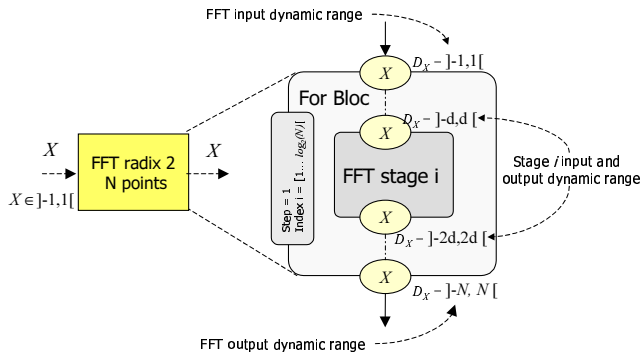 FFT input dynamic range
X
D_X – ]-1,1[
For Bloc
X
D_X – ]-d,d [
X
FFT radix 2
N points
X
X ∈ ]-1,1[
Step = 1
Index i = [1... log₂(N)[
FFT stage i
Stage i input and
output dynamic range
X
D_X – ]-2d,2d [
X
D_X – ]-N, N [
FFT output dynamic range